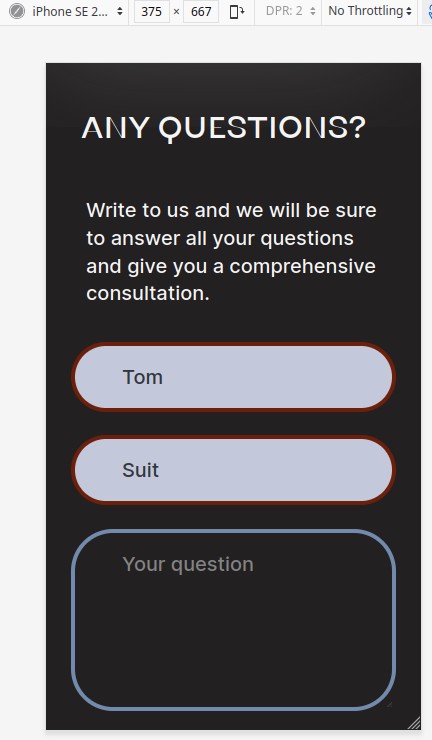 iPhone SE 2... 375 × 667 DPR: 2 No Throttling
ANY QUESTIONS?
Write to us and we will be sure
to answer all your questions
and give you a comprehensive
consultation.
Tom
Suit
Your question